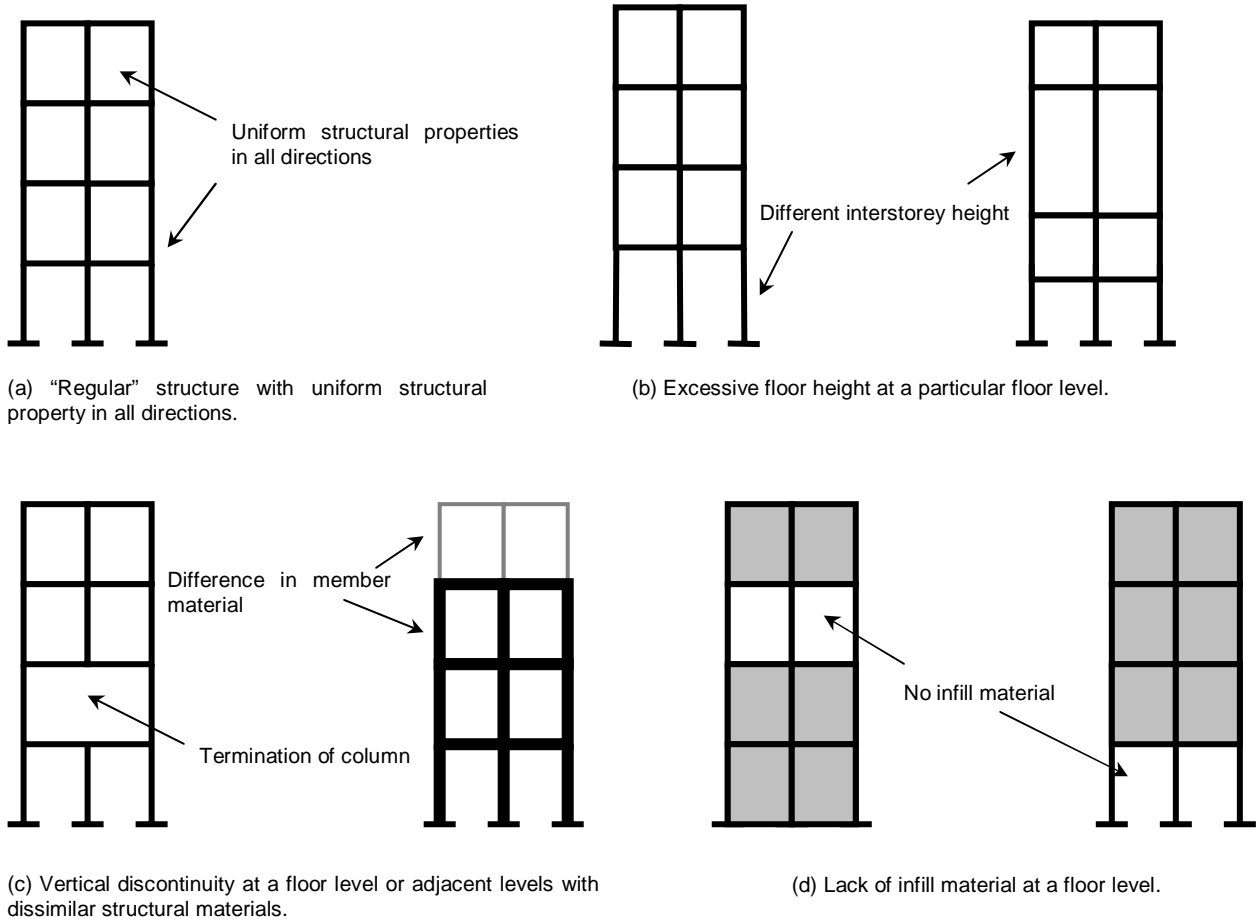 Uniform structural properties
in all directions
Different interstorey height
(a) “Regular” structure with uniform structural
property in all directions.
(b) Excessive floor height at a particular floor level.
Difference in member
material
Termination of column
No infill material
(c) Vertical discontinuity at a floor level or adjacent levels with
dissimilar structural materials.
(d) Lack of infill material at a floor level.